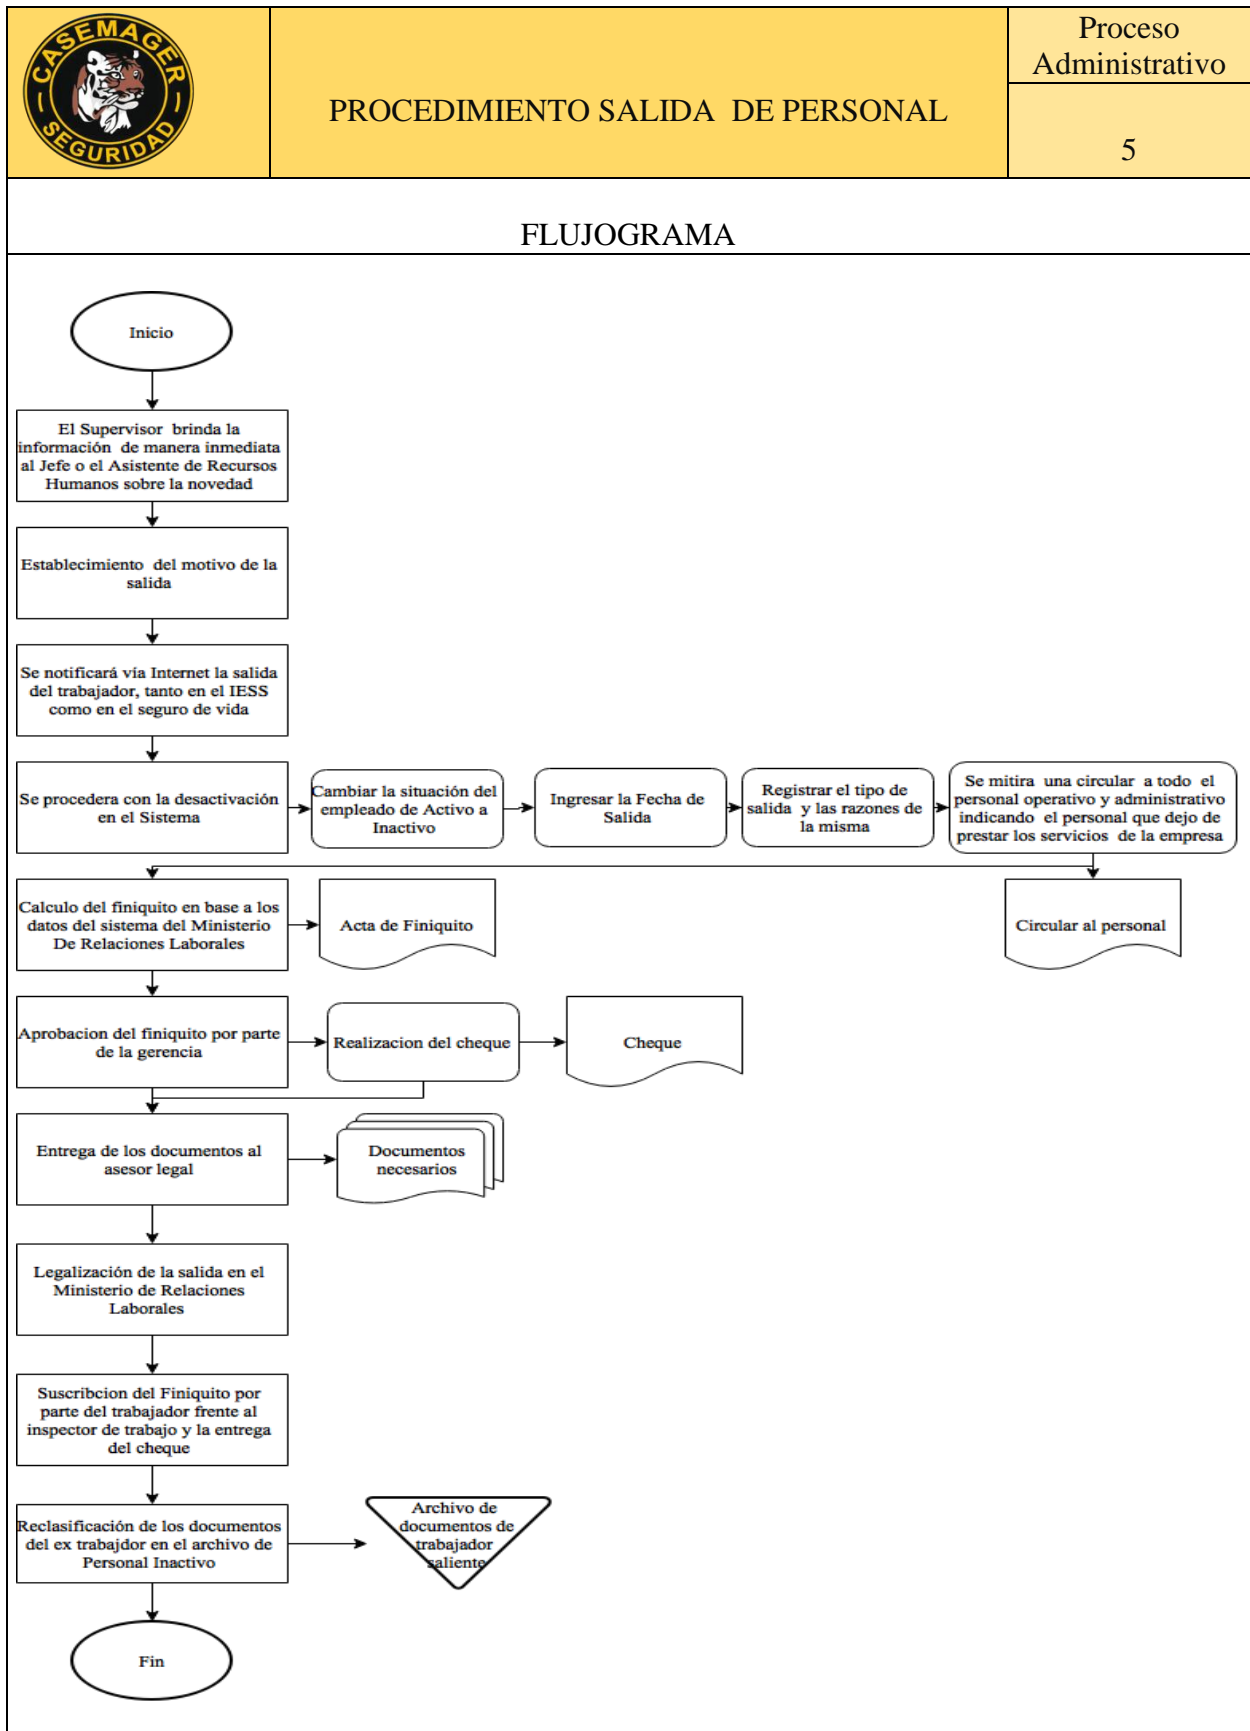 CASEMAGER
SEGURIDAD
PROCEDIMIENTO SALIDA DE PERSONAL
Proceso
Administrativo
5
FLUJOGRAMA
Inicio
El Supervisor brinda la
información de manera inmediata
al Jefe o el Asistente de Recursos
Humanos sobre la novedad
Establecimiento del motivo de la
salida
Se notificará vía Internet la salida
del trabajador, tanto en el IESS
como en el seguro de vida
Se procedera con la desactivación
en el Sistema
Cambiar la situación del
empleado de Activo a
Inactivo
Ingresar la Fecha de
Salida
Registrar el tipo de
salida y las razones de
la misma
Se mitira una circular a todo el
personal operativo y administrativo
indicando el personal que dejo de
prestar los servicios de la empresa
Calculo del finiquito en base a los
datos del sistema del Ministerio
De Relaciones Laborales
Acta de Finiquito
Circular al personal
Aprobacion del finiquito por parte
de la gerencia
Realizacion del cheque
Cheque
Entrega de los documentos al
asesor legal
Documentos
necesarios
Legalización de la salida en el
Ministerio de Relaciones
Laborales
Suscribcion del Finiquito por
parte del trabajador frente al
inspector de trabajo y la entrega
del cheque
Reclasificación de los documentos
del ex trabajdor en el archivo de
Personal Inactivo
Archivo de
documentos de
trabajador
saliente
Fin